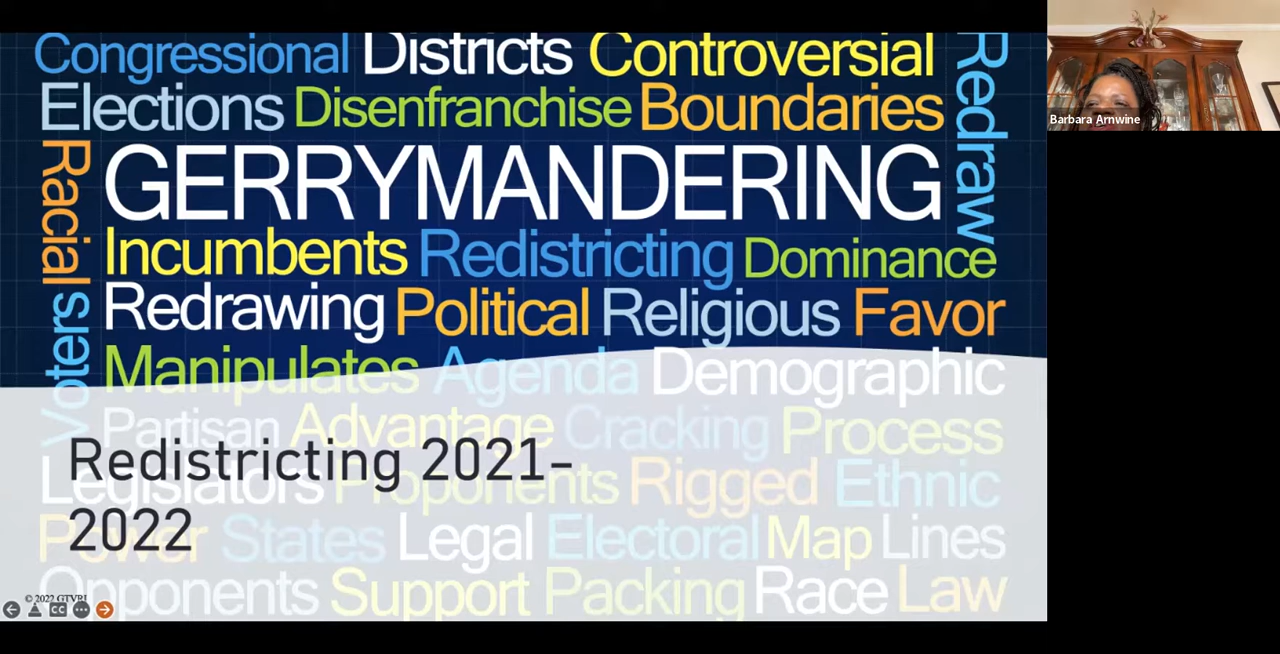 Congressional Districts Controversial
Redraw
Elections Disenfranchise Boundaries
Racial
GERRYMANDERING
Incumbents Redistricting Dominance
Voters
Redrawing Political Religious Favor
Manipulates Agenda Demographic
Partisan Advantage Cracking Process
Redistricting 2021-
2022
Legislators Proponents Rigged Ethnic
Power States Legal Electoral Map Lines
Opponents Support Packing Race Law
© 2022 GTVPJ
CC
Barbara Arnwine